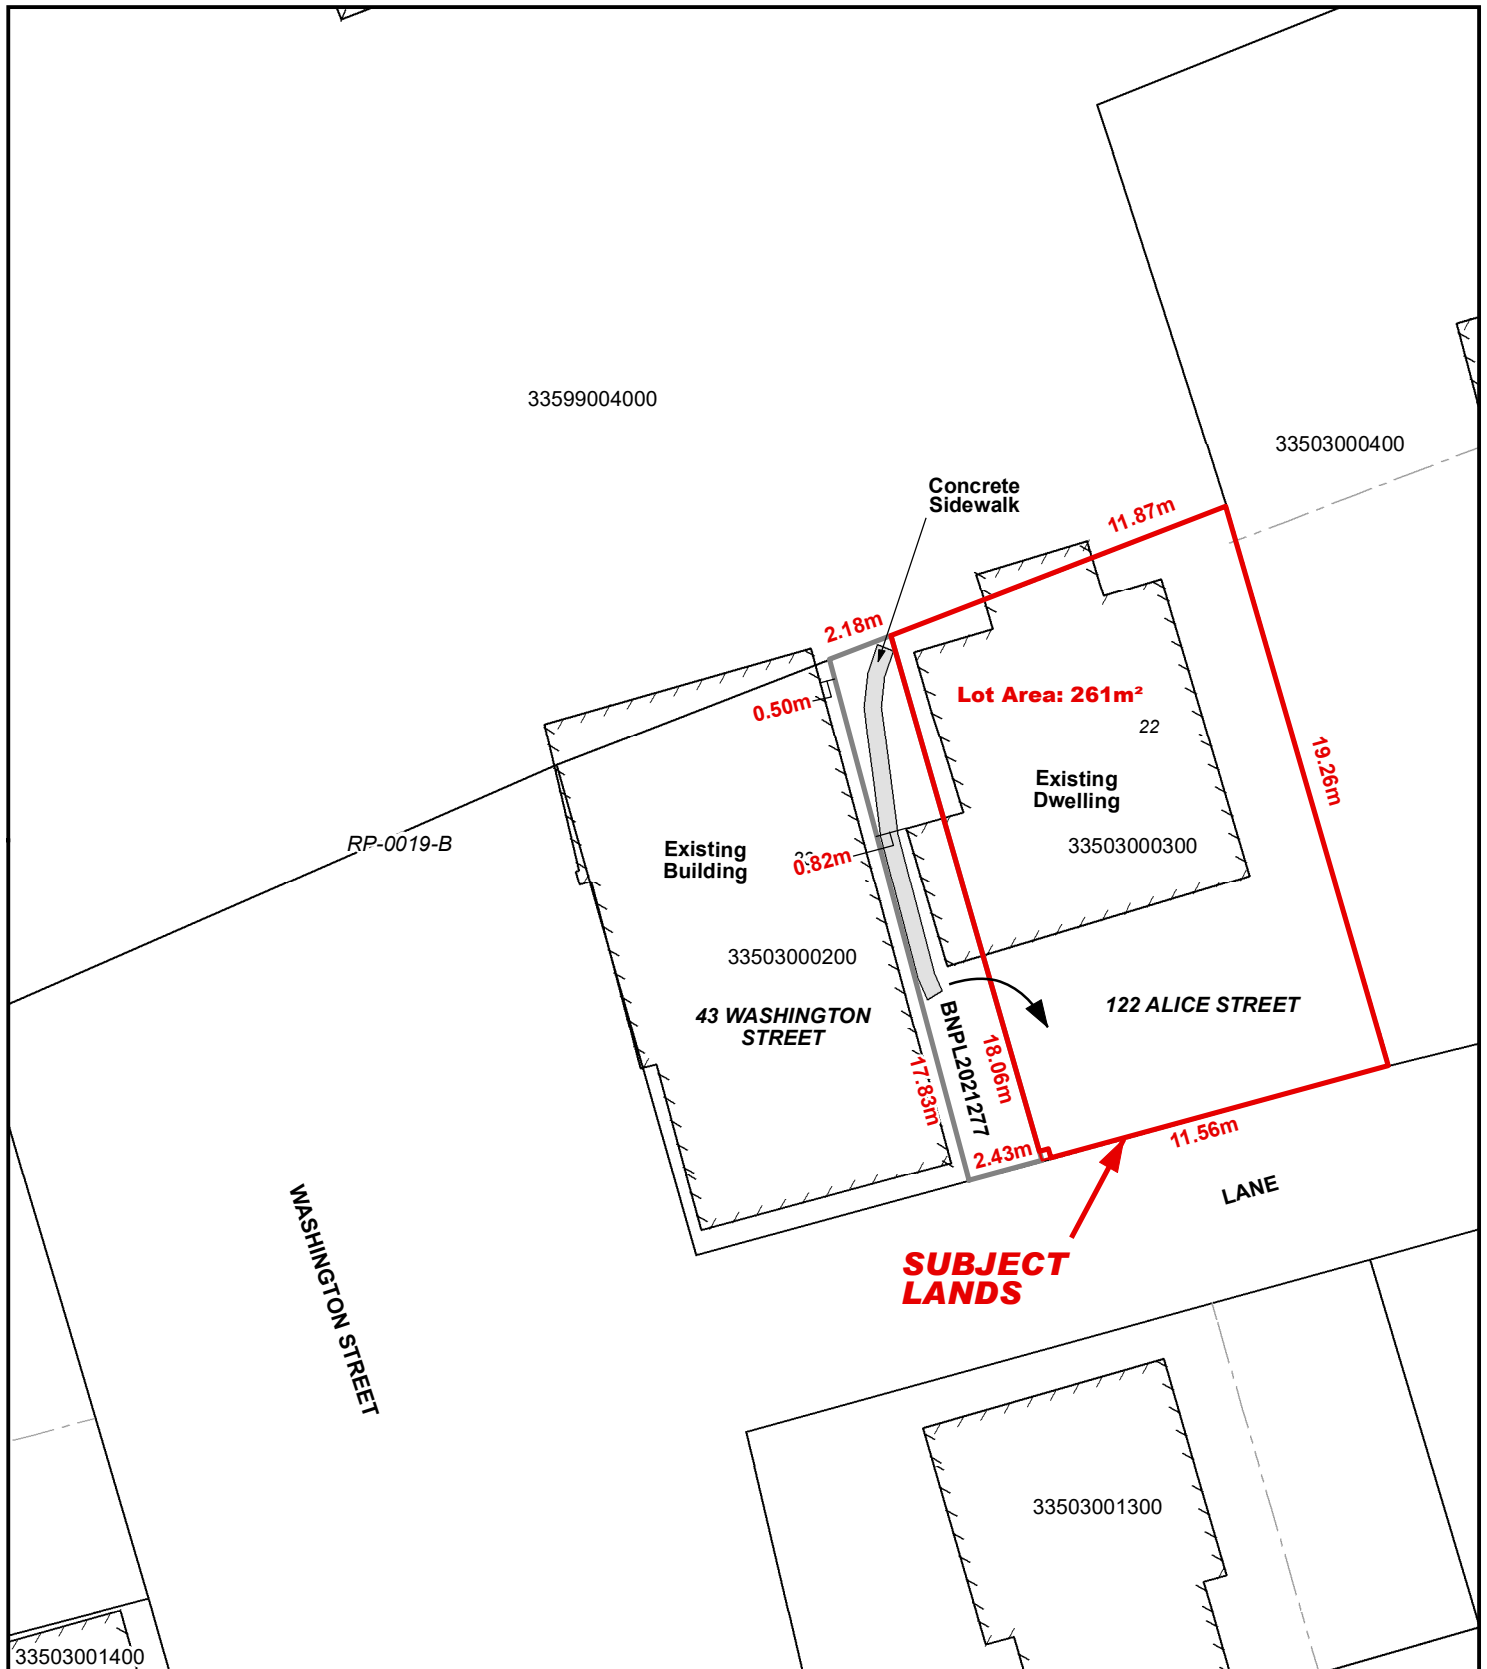 33599004000
33503000400
Concrete
Sidewalk
11.87m
2.18m
Lot Area: 261m²
0.50m
22
19.26m
Existing
Dwelling
RP-0019-B
Existing
Building
0.82m
33503000300
33503000200
43 WASHINGTON
STREET
122 ALICE STREET
BNPL2021277
18.06m
17.83m
2.43m
11.56m
LANE
WASHINGTON STREET
SUBJECT
LANDS
33503001300
33503001400